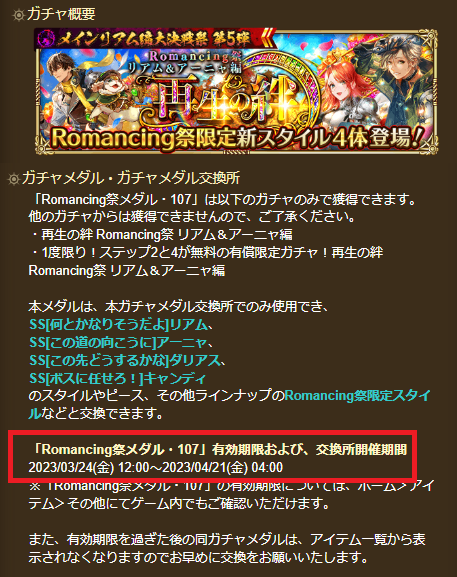 ガチャ概要
メインリアム編大決戦祭 第5弾
Romancing祭
リアム&アーニャ編
再生の絆
Romancing祭限定新スタイル4体登場!
ガチャメダル・ガチャメダル交換所
「Romancing祭メダル・107」は以下のガチャのみで獲得できます。
他のガチャからは獲得できませんので、ご了承ください。
・再生の絆 Romancing祭 リアム＆アーニャ編
・1度限り！ステップ2と4が無料の有償限定ガチャ！再生の絆
Romancing祭 リアム＆アーニャ編
本メダルは、本ガチャメダル交換所でのみ使用でき、
SS[何とかなりそうだよ]リアム、
SS[この道の向こうに]アーニャ、
SS[この先どうするかな]ダリアス、
SS[ボスに任せろ！]キャンディ
のスタイルやピース、その他ラインナップのRomancing祭限定スタイ
ルなどと交換できます。
「Romancing祭メダル・107」有効期限および、交換所開催期間
2023/03/24(金) 12:00～2023/04/21(金) 04:00
※「Romancing祭メダル・107」の有効期限については、ホーム＞アイ
テム＞その他にてゲーム内でもご確認いただけます。
また、有効期限を過ぎた後の同ガチャメダルは、アイテム一覧から表
示されなくなりますのでお早めに交換をお願いいたします。